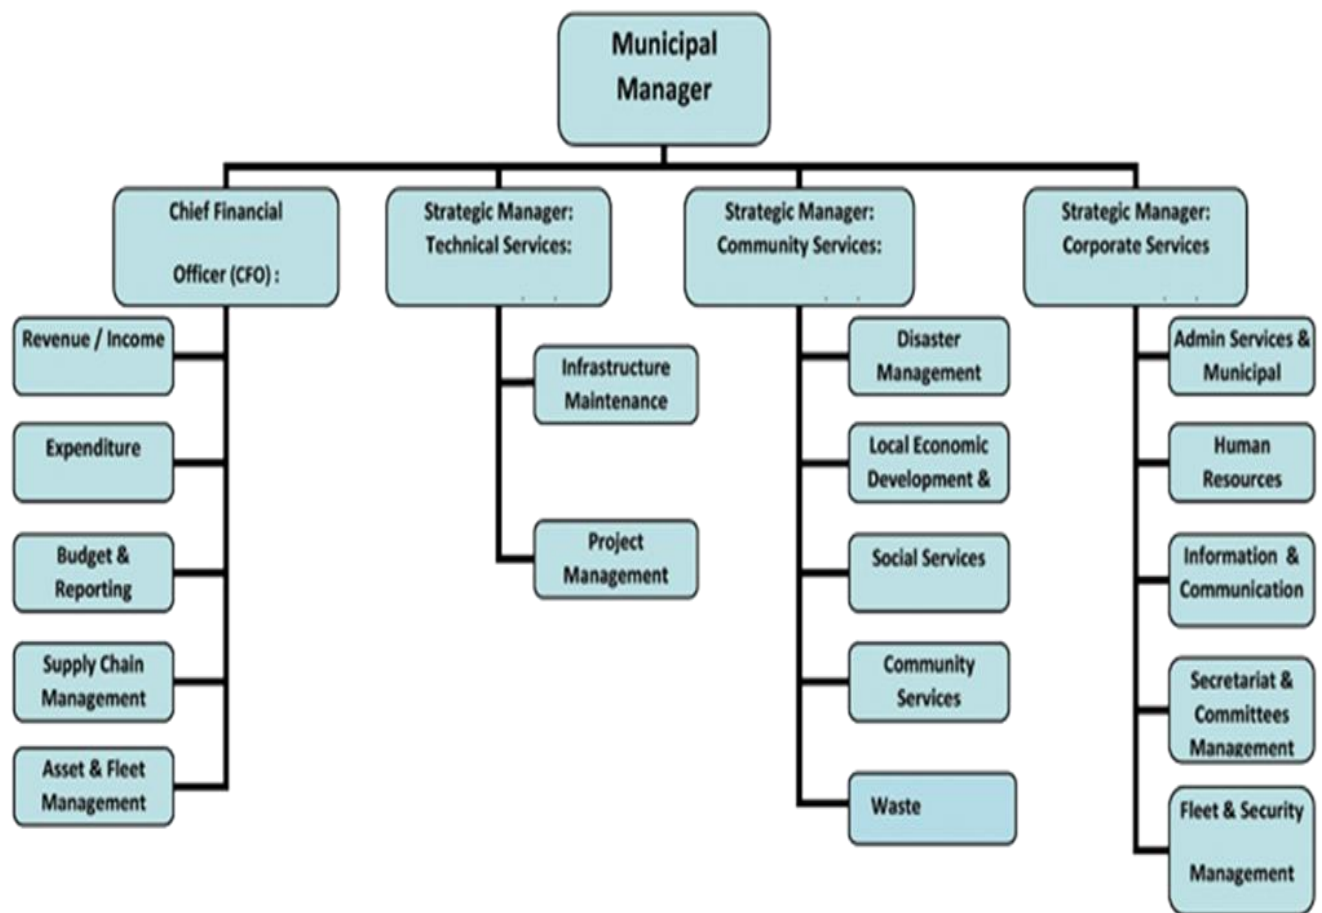 Municipal
Manager
Chief Financial
Officer (CFO) :
Strategic Manager:
Technical Services:
Strategic Manager:
Community Services:
Strategic Manager:
Corporate Services
Revenue / Income
Expenditure
Budget &
Reporting
Supply Chain
Management
Asset & Fleet
Management
Infrastructure
Maintenance
Project
Management
Disaster
Management
Local Economic
Development &
Social Services
Community
Services
Waste
Admin Services &
Municipal
Human
Resources
Information &
Communication
Secretariat &
Committees
Management
Fleet & Security
Management